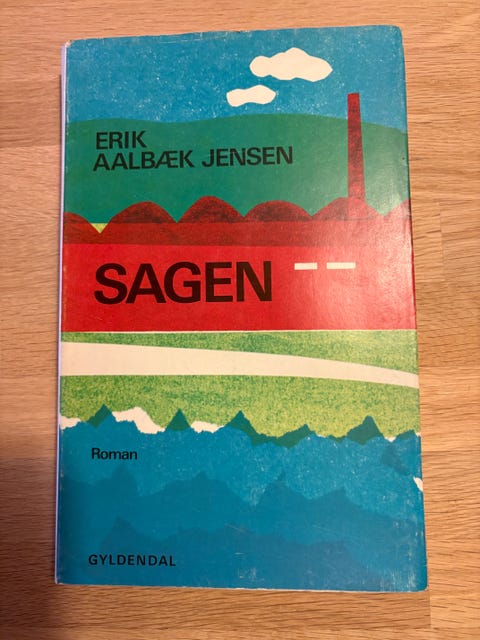 ERIK
AALBÆK JENSEN
SAGEN
Roman
GYLDENDAL